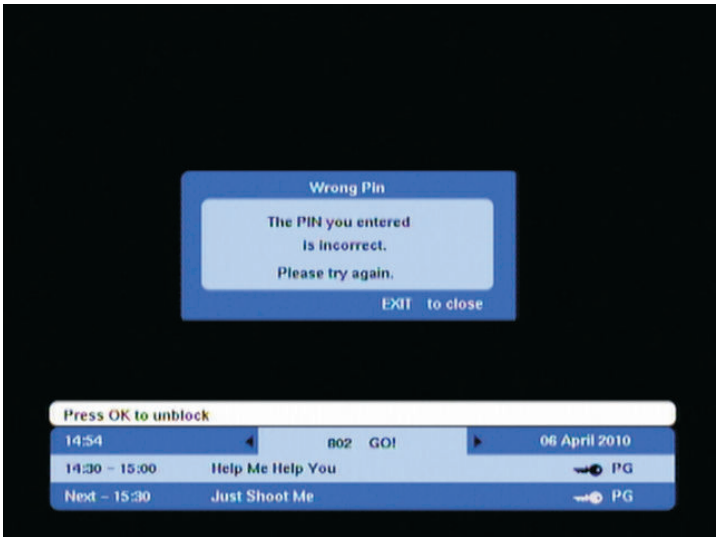 Wrong Pin
The PIN you entered
is incorrect.
Please try again.
EXIT to close
Press OK to unblock
14:54 802 GO! 06 April 2010
14:30 - 15:00 Help Me Help You PG
Next - 15:30 Just Shoot Me PG